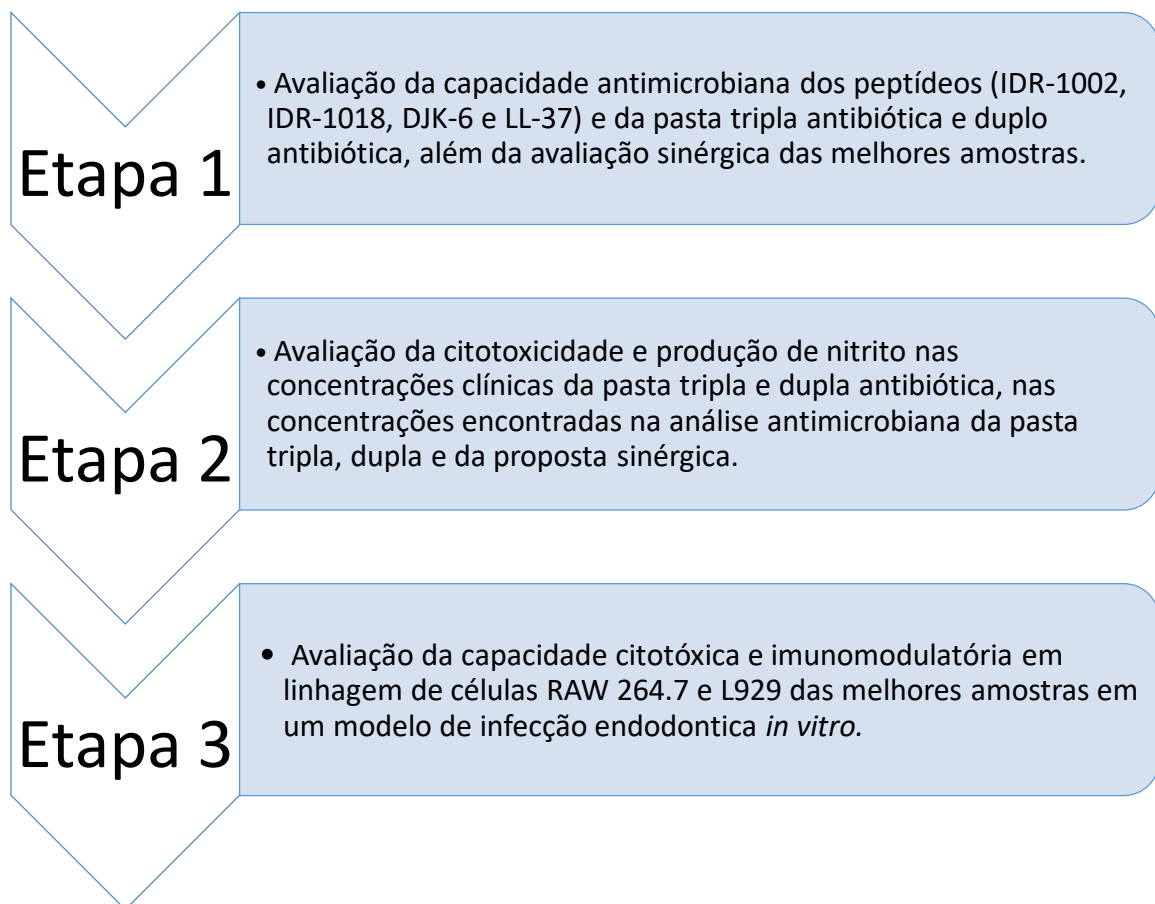 Etapa 1
• Avaliação da capacidade antimicrobiana dos peptídeos (IDR-1002,
IDR-1018, DJK-6 e LL-37) e da pasta tripla antibiótica e duplo
antibiótica, além da avaliação sinérgica das melhores amostras.
Etapa 2
• Avaliação da citotoxicidade e produção de nitrito nas
concentrações clínicas da pasta tripla e dupla antibiótica, nas
concentrações encontradas na análise antimicrobiana da pasta
tripla, dupla e da proposta sinérgica.
Etapa 3
• Avaliação da capacidade citotóxica e imunomodulatória em
linhagem de células RAW 264.7 e L929 das melhores amostras em
um modelo de infecção endodontica in vitro.